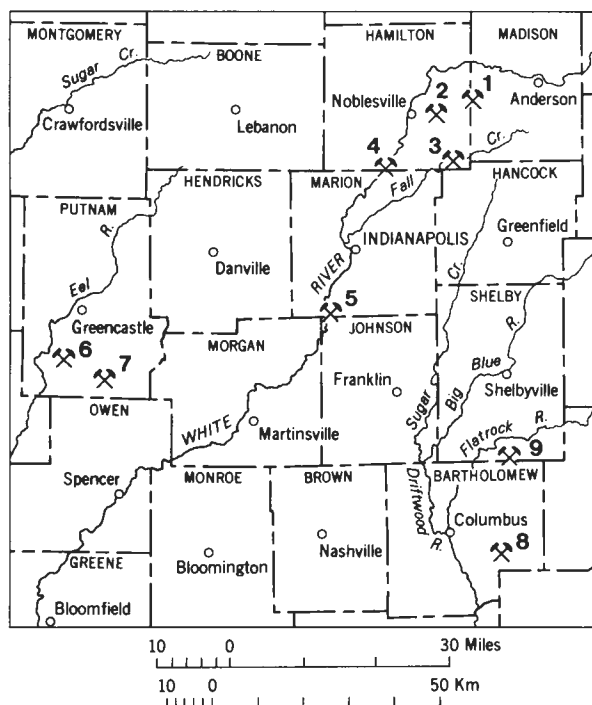 MONTGOMERY
BOONE
HAMILTON
MADISON
Sugar Cr.
Crawfordsville
Lebanon
Noblesville
2
1
Anderson
4
3
Cr.
HENDRICKS
MARION
Fall
HANCOCK
PUTNAM
R.
Greenfield
INDIANAPOLIS
Danville
RIVER
Cr.
Eel
SHELBY
Greencastle
5
R.
MORGAN
JOHNSON
6
7
Franklin
Blue
Big
Shelbyville
Sugar
OWEN
WHITE
Martinsville
Flatrock R.
9
MONROE
BROWN
BARTHOLOMEW
Spencer
Driftwood
R.
Columbus
8
GREENE
Bloomington
Nashville
Bloomfield
10 0 30 Miles
10 0 50 Km